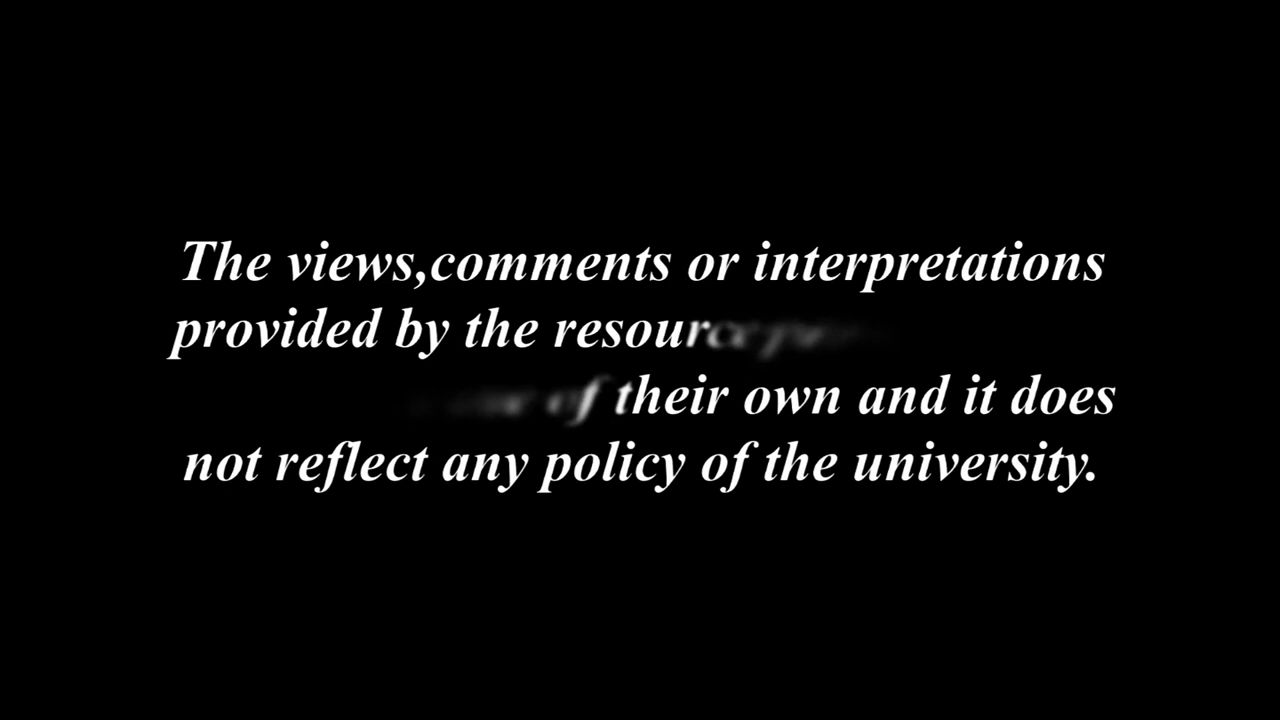 The views,comments or interpretations
provided by the resource
of their own and it does
not reflect any policy of the university.